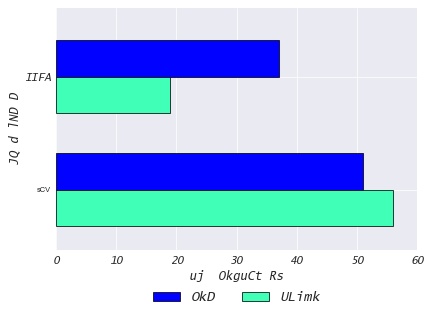 IIFA
sCV
JQ d lND D
0 10 20 30 40 50 60
uj OkguCt Rs
OkD ULimk